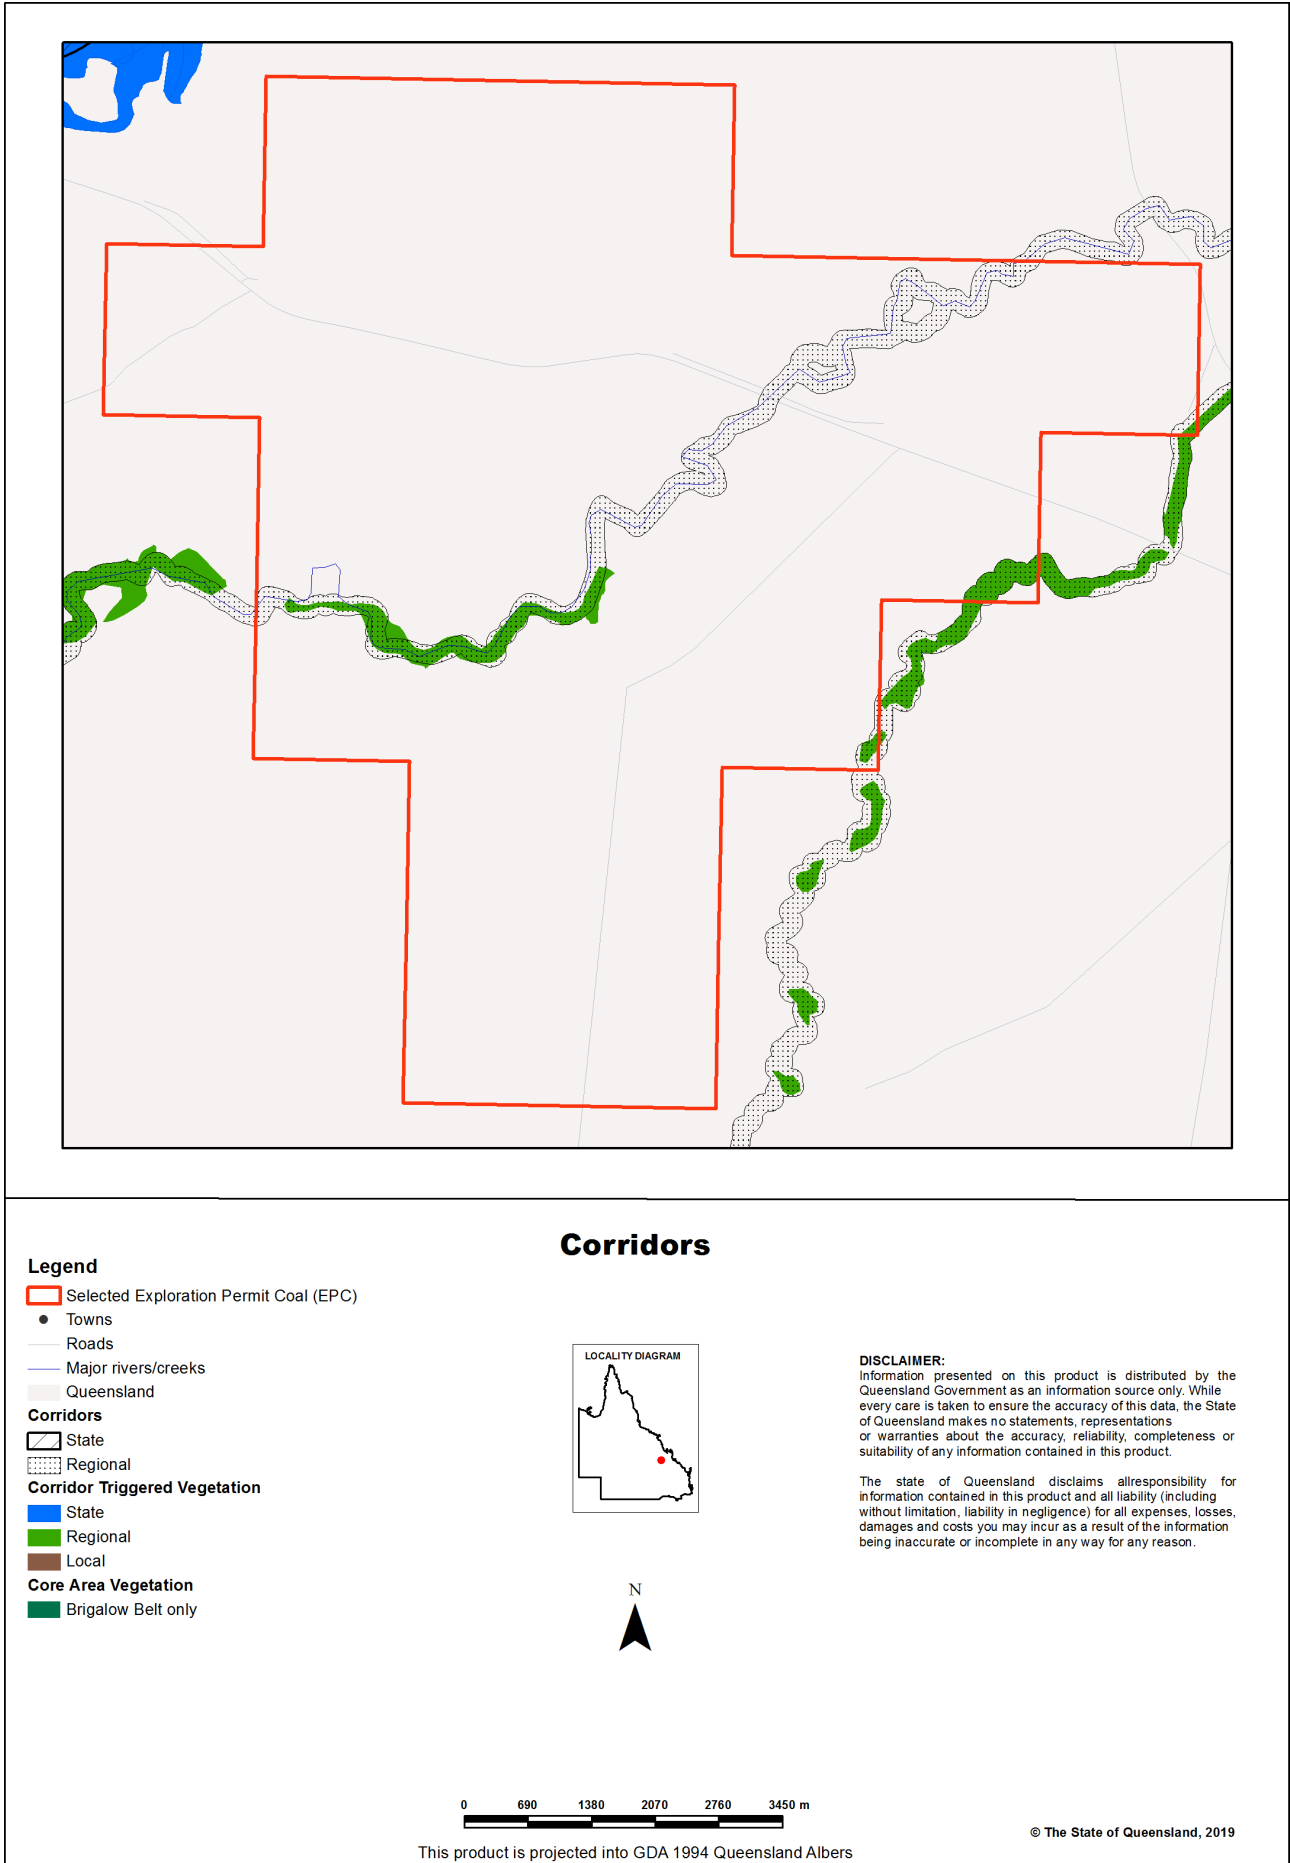 Corridors
Legend
Selected Exploration Permit Coal (EPC)
Towns
Roads
Major rivers/creeks
Queensland
Corridors
State
Regional
Corridor Triggered Vegetation
State
Regional
Local
Core Area Vegetation
Brigalow Belt only
LOCALITY DIAGRAM
N
DISCLAIMER:
Information presented on this product is distributed by the
Queensland Government as an information source only. While
every care is taken to ensure the accuracy of this data, the State
of Queensland makes no statements, representations
or warranties about the accuracy, reliability, completeness or
suitability of any information contained in this product.
The state of Queensland disclaims allresponsibility for
information contained in this product and all liability (including
without limitation, liability in negligence) for all expenses, losses,
damages and costs you may incur as a result of the information
being inaccurate or incomplete in any way for any reason.
0 690 1380 2070 2760 3450 m
This product is projected into GDA 1994 Queensland Albers
© The State of Queensland, 2019